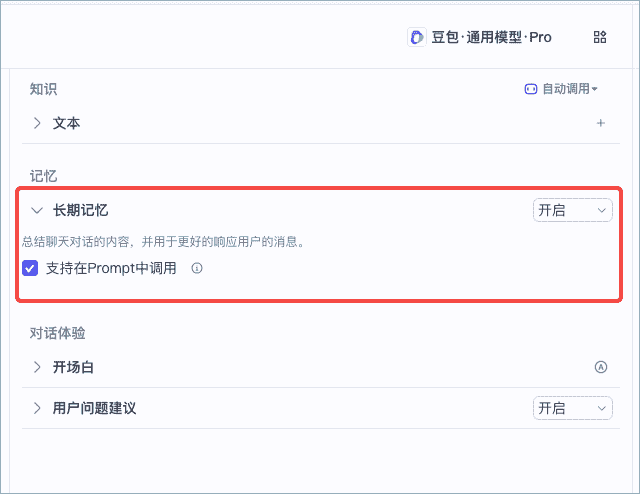 豆包·通用模型·Pro
知识
自动调用
文本
记忆
长期记忆
开启
总结聊天对话的内容，并用于更好的响应用户的消息。
支持在Prompt中调用
对话体验
开场白
用户问题建议
开启